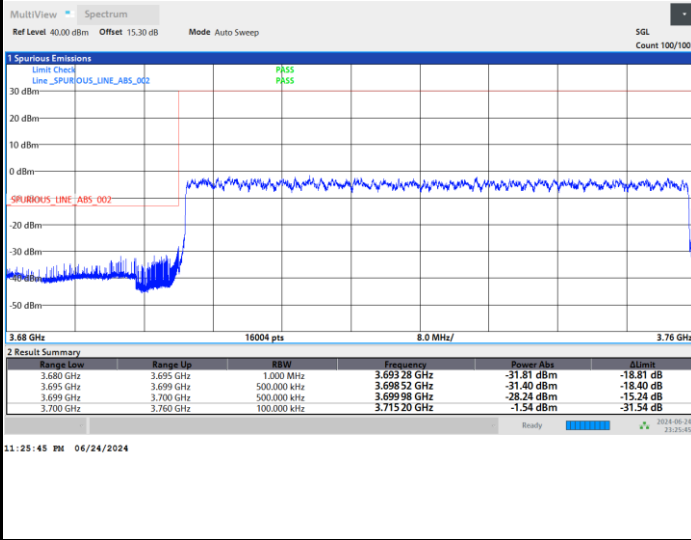 MultiView Spectrum
Ref Level 40.00 dBm Offset 15.30 dB Mode Auto Sweep SGL
Count 100/100
1 Spurious Emissions
Limit Check PASS
Line _SPURIOUS_LINE_ABS_002 PASS
30 dBm
20 dBm
10 dBm
0 dBm
_SPURIOUS_LINE_ABS_002
-20 dBm
-30 dBm
-40 dBm
-50 dBm
3.68 GHz 16004 pts 8.0 MHz/ 3.76 GHz
2 Result Summary
Range Low Range Up RBW Frequency Power Abs ΔLimit
3.680 GHz 3.695 GHz 1.000 MHz 3.693 28 GHz -31.81 dBm -18.81 dB
3.695 GHz 3.699 GHz 500.000 kHz 3.698 52 GHz -31.40 dBm -18.40 dB
3.699 GHz 3.700 GHz 500.000 kHz 3.699 98 GHz -28.24 dBm -15.24 dB
3.700 GHz 3.760 GHz 100.000 kHz 3.715 20 GHz -1.54 dBm -31.54 dB
Ready 2024-06-24
23:25:45
11:25:45 PM 06/24/2024